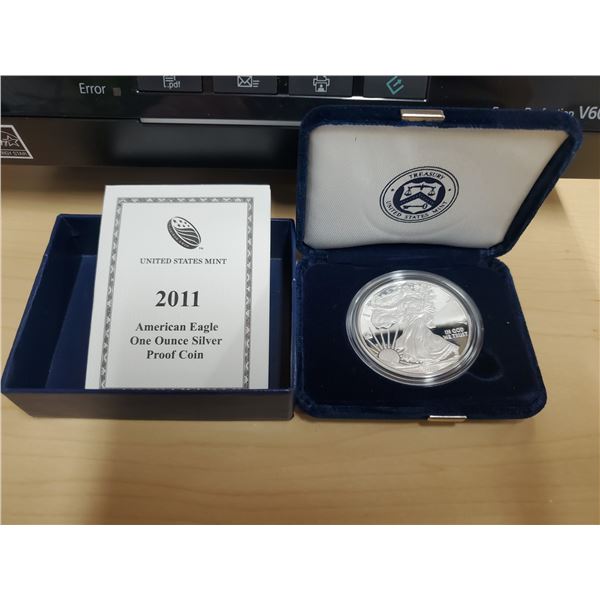 Error
.pdf
V60
UNITED STATES MINT
2011
American Eagle
One Ounce Silver
Proof Coin
TREASURY
UNITED STATES MINT
IN GOD
WE TRUST